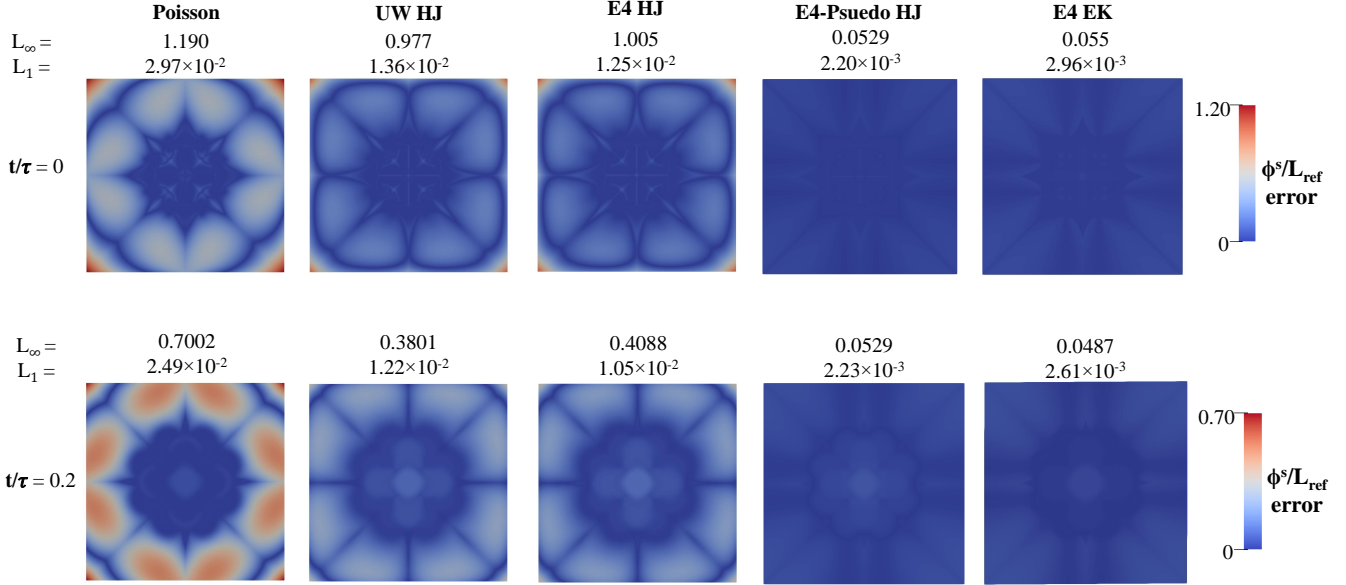 Poisson UW HJ E4 HJ E4-Psuedo HJ E4 EK
L∞ = 1.190 0.977 1.005 0.0529 0.055
L1 = 2.97×10-2 1.36×10-2 1.25×10-2 2.20×10-3 2.96×10-3
1.20
t/τ = 0
ϕs/Lref
error
0
L∞ = 0.7002 0.3801 0.4088 0.0529 0.0487
L1 = 2.49×10-2 1.22×10-2 1.05×10-2 2.23×10-3 2.61×10-3
0.70
t/τ = 0.2
ϕs/Lref
error
0